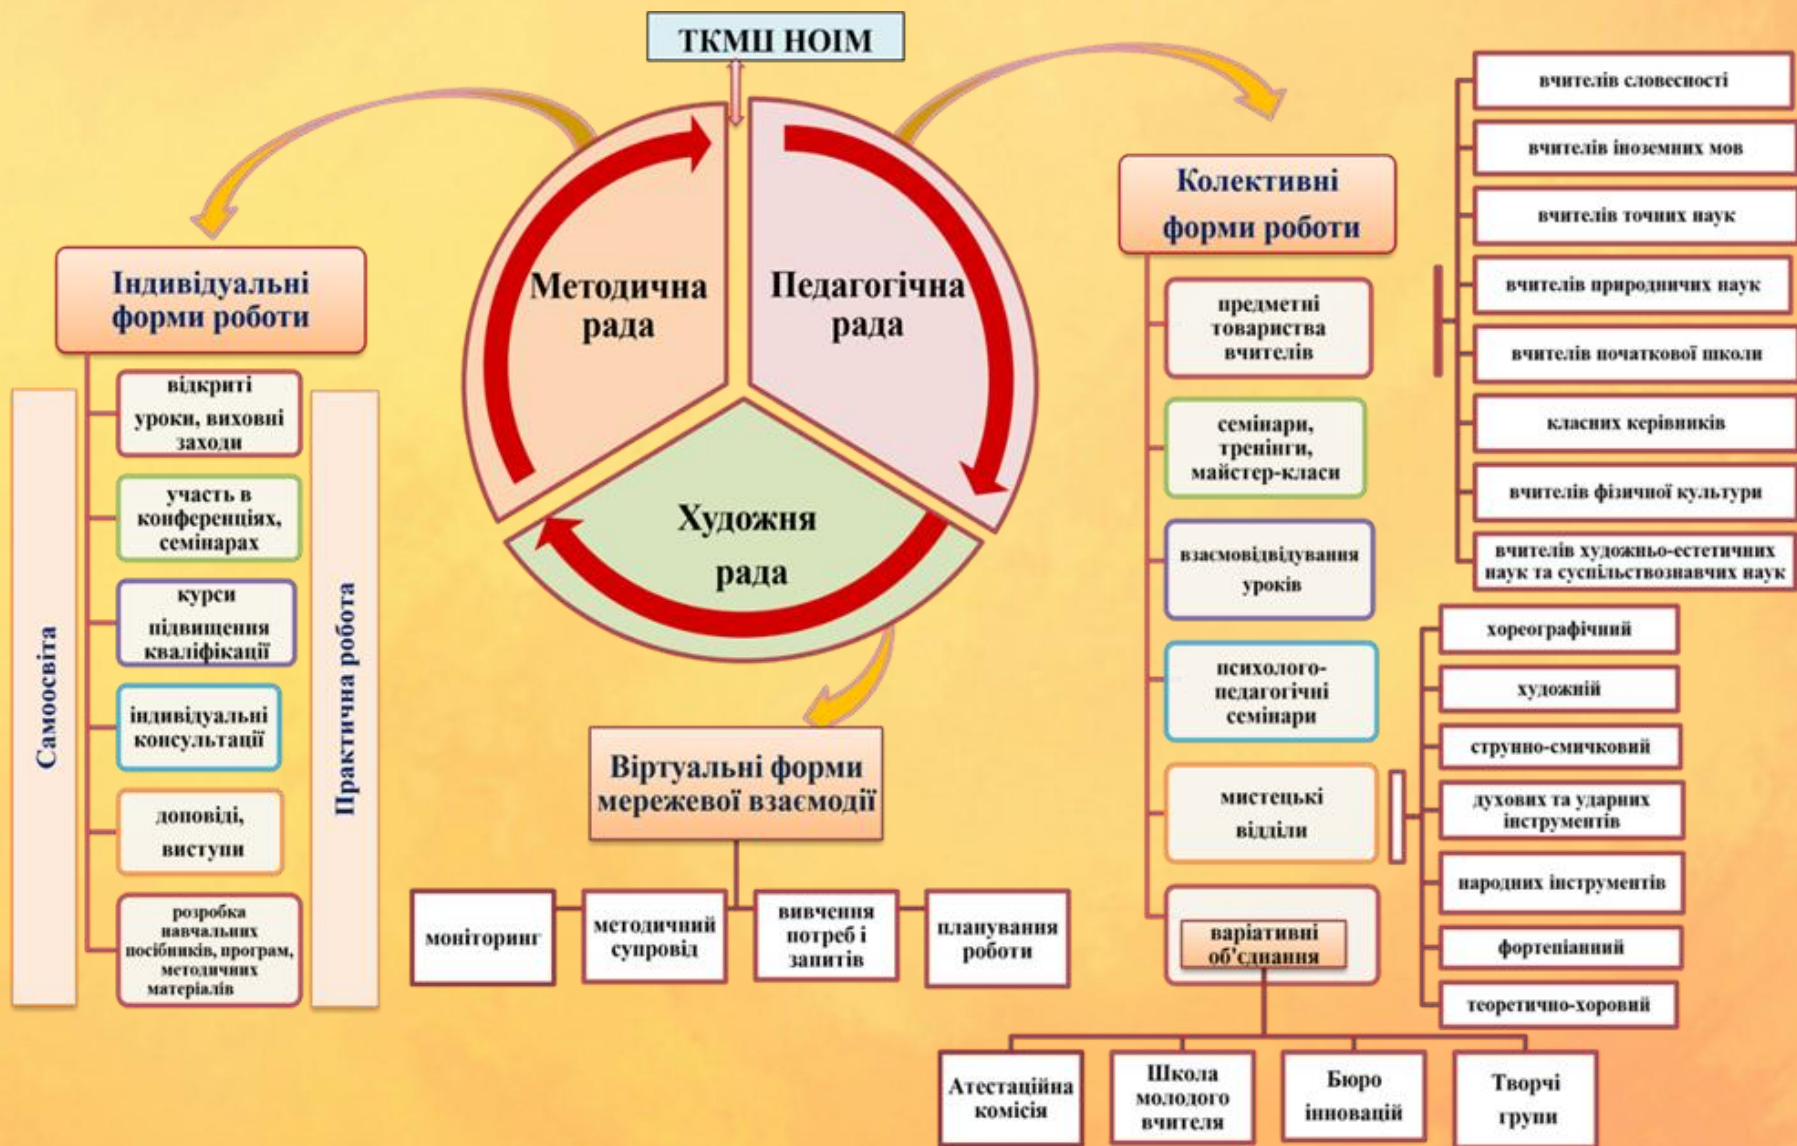 ТКМШ НОІМ
Методична
рада
Педагогічна
рада
Художня
рада
Індивідуальні
форми роботи
Самоосвіта
Практична робота
відкриті
уроки, виховні
заходи
участь в
конференціях,
семінарах
курси
підвищення
кваліфікації
індивідуальні
консультації
доповіді,
виступи
розробка
навчальних
посібників, програм,
методичних
матеріалів
Віртуальні форми
мережевої взаємодії
моніторинг
методичний
супровід
вивчення
потреб і
запитів
планування
роботи
Колективні
форми роботи
предметні
товариства
вчителів
семінари,
тренінги,
майстер-класи
взаємовідвідування
уроків
психолого-
педагогічні
семінари
мистецькі
відділи
варіативні
об'єднання
вчителів словесності
вчителів іноземних мов
вчителів точних наук
вчителів природничих наук
вчителів початкової школи
класних керівників
вчителів фізичної культури
вчителів художньо-естетичних
наук та суспільствознавчих наук
хореографічний
художній
струнно-смичковий
духових та ударних
інструментів
народних інструментів
фортепіанний
теоретично-хоровий
Атестаційна
комісія
Школа
молодого
вчителя
Бюро
інновацій
Творчі
групи